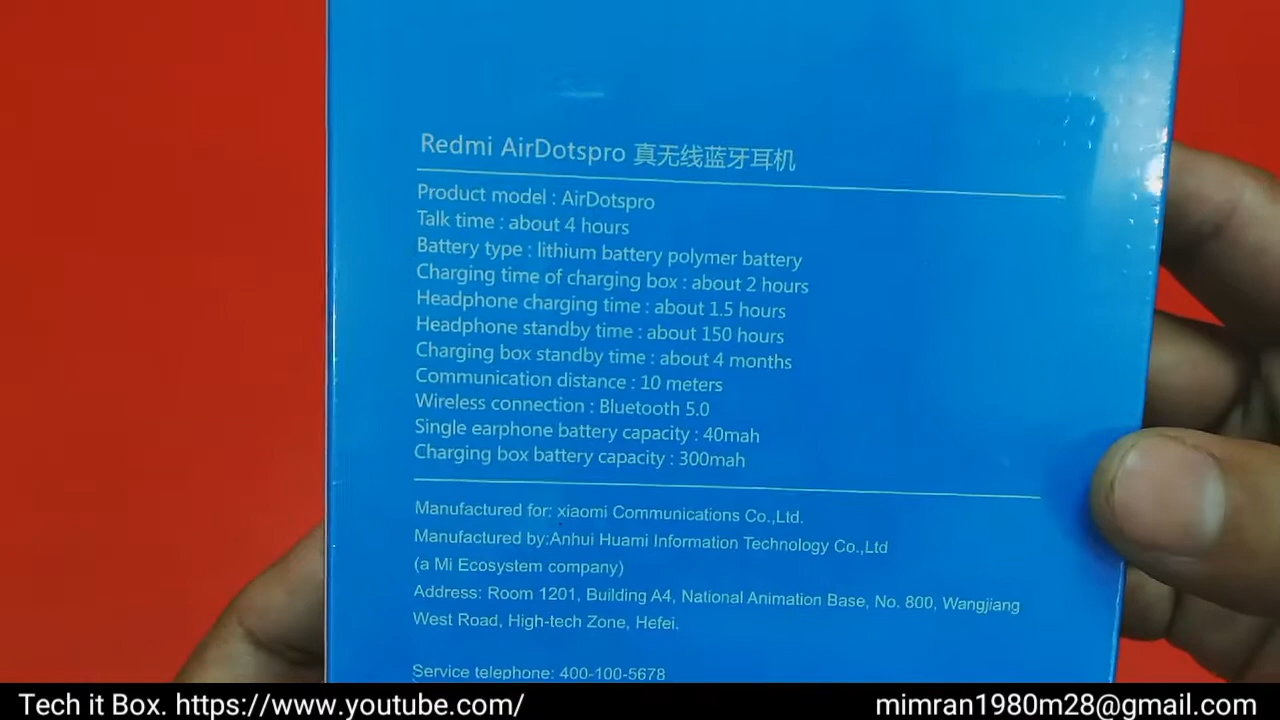 Redmi AirDotspro 真无线蓝牙耳机
Product model : AirDotspro
Talk time : about 4 hours
Battery type : lithium battery polymer battery
Charging time of charging box : about 2 hours
Headphone charging time : about 1.5 hours
Headphone standby time : about 150 hours
Charging box standby time : about 4 months
Communication distance : 10 meters
Wireless connection : Bluetooth 5.0
Single earphone battery capacity : 40mah
Charging box battery capacity : 300mah
Manufactured for: xiaomi Communications Co.,Ltd.
Manufactured by:Anhui Huami Information Technology Co.,Ltd
(a Mi Ecosystem company)
Address: Room 1201, Building A4, National Animation Base, No. 800, Wangjiang
West Road, High-tech Zone, Hefei.
Service telephone: 400-100-5678
Tech it Box. https://www.youtube.com/
mimran1980m28@gmail.com